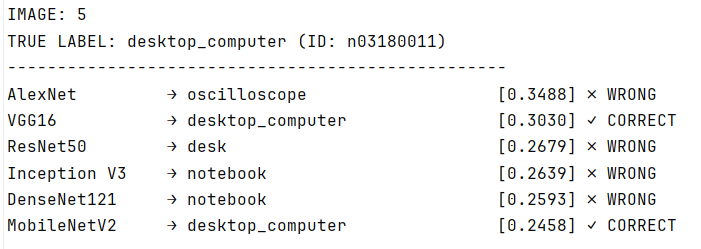 IMAGE: 5
TRUE LABEL: desktop_computer (ID: n03180011)
--------------------------------------------------
AlexNet → oscilloscope [0.3488] ✗ WRONG
VGG16 → desktop_computer [0.3030] ✓ CORRECT
ResNet50 → desk [0.2679] ✗ WRONG
Inception V3 → notebook [0.2639] ✗ WRONG
DenseNet121 → notebook [0.2593] ✗ WRONG
MobileNetV2 → desktop_computer [0.2458] ✓ CORRECT